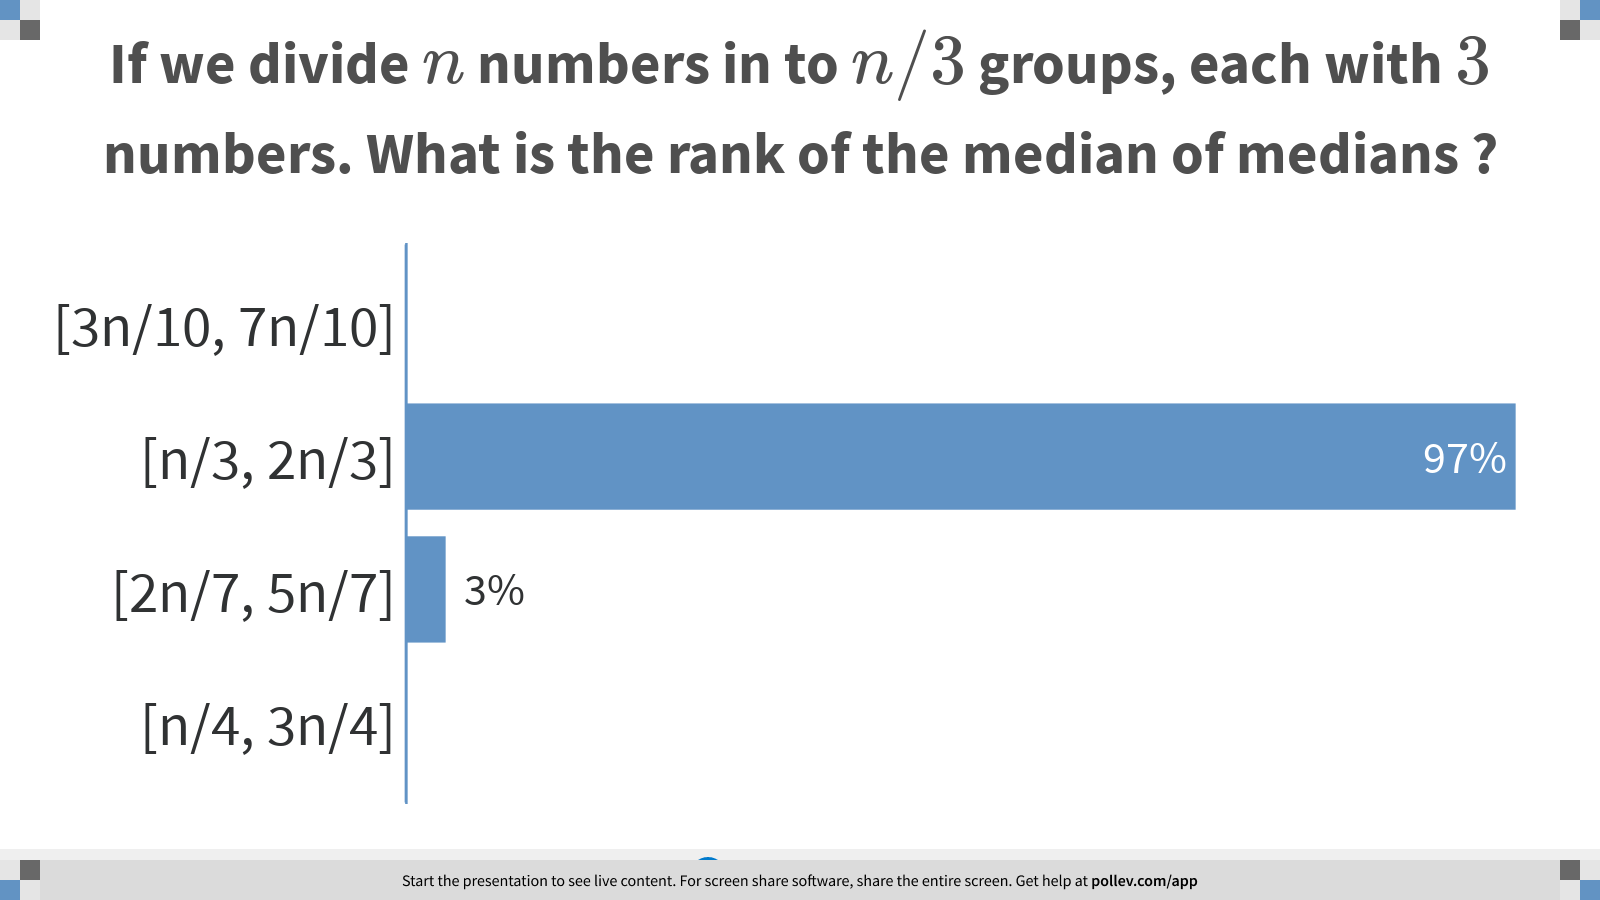 If we divide n numbers in to n/3 groups, each with 3
numbers. What is the rank of the median of medians ?
[3n/10, 7n/10]
[n/3, 2n/3]
97%
[2n/7, 5n/7]
3%
[n/4, 3n/4]
Start the presentation to see live content. For screen share software, share the entire screen. Get help at pollev.com/app